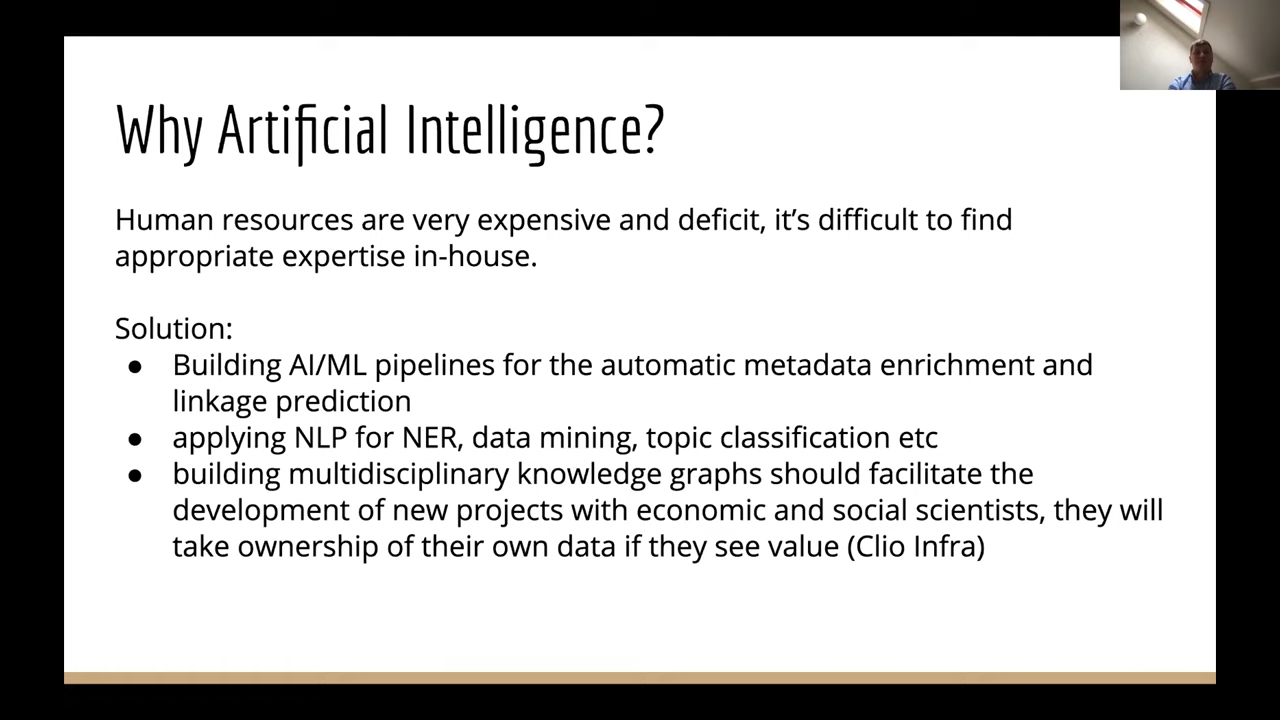 Why Artificial Intelligence?
Human resources are very expensive and deficit, it’s difficult to find
appropriate expertise in-house.
Solution:
● Building AI/ML pipelines for the automatic metadata enrichment and
linkage prediction
● applying NLP for NER, data mining, topic classification etc
● building multidisciplinary knowledge graphs should facilitate the
development of new projects with economic and social scientists, they will
take ownership of their own data if they see value (Clio Infra)